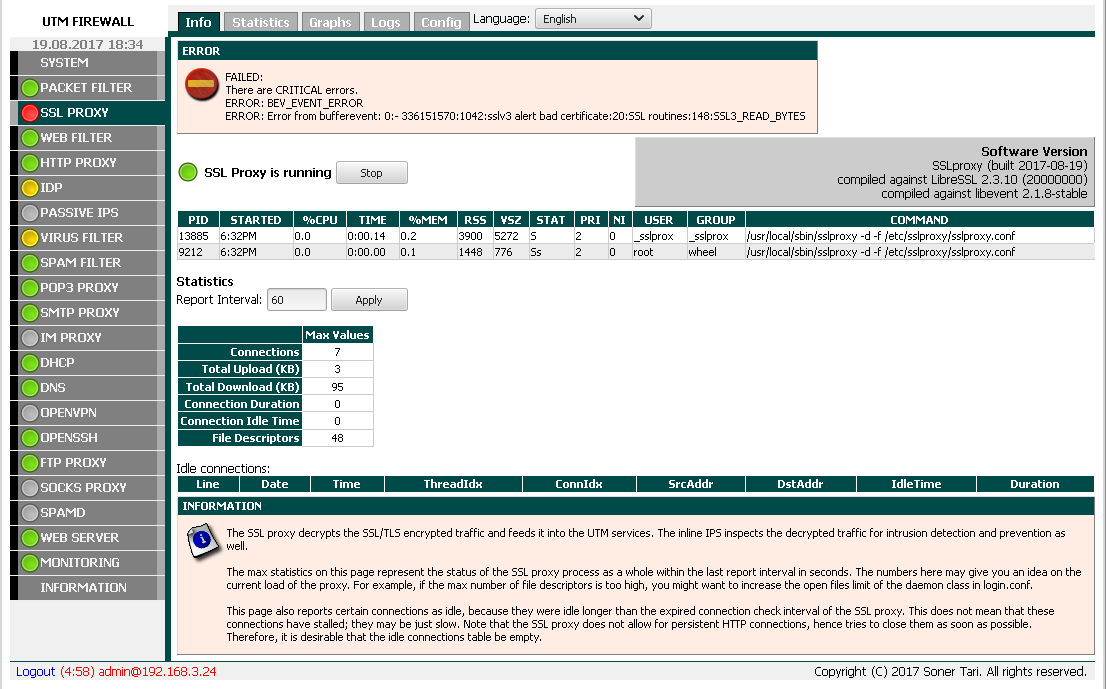 UTM FIREWALL
Info Statistics Graphs Logs Config Language: English
19.08.2017 18:34
SYSTEM
PACKET FILTER
SSL PROXY
WEB FILTER
HTTP PROXY
IDP
PASSIVE IPS
VIRUS FILTER
SPAM FILTER
POP3 PROXY
SMTP PROXY
IM PROXY
DHCP
DNS
OPENVPN
OPENSSH
FTP PROXY
SOCKS PROXY
SPAMD
WEB SERVER
MONITORING
INFORMATION
ERROR
FAILED:
There are CRITICAL errors.
ERROR: BEV_EVENT_ERROR
ERROR: Error from bufferevent: 0:- 336151570:1042:sslv3 alert bad certificate:20:SSL routines:148:SSL3_READ_BYTES
SSL Proxy is running Stop
Software Version
SSLproxy (built 2017-08-19)
compiled against LibreSSL 2.3.10 (20000000)
compiled against libevent 2.1.8-stable
PID STARTED %CPU TIME %MEM RSS VSZ STAT PRI NI USER GROUP COMMAND
13885 6:32PM 0.0 0:00.14 0.2 3900 5272 S 2 0 _sslprox _sslprox /usr/local/sbin/sslproxy -d -f /etc/sslproxy/sslproxy.conf
9212 6:32PM 0.0 0:00.00 0.1 1448 776 Ss 2 0 root wheel /usr/local/sbin/sslproxy -d -f /etc/sslproxy/sslproxy.conf
Statistics
Report Interval: 60 Apply
Max Values
Connections 7
Total Upload (KB) 3
Total Download (KB) 95
Connection Duration 0
Connection Idle Time 0
File Descriptors 48
Idle connections:
Line Date Time ThreadIdx ConnIdx SrcAddr DstAddr IdleTime Duration
INFORMATION
The SSL proxy decrypts the SSL/TLS encrypted traffic and feeds it into the UTM services. The inline IPS inspects the decrypted traffic for intrusion detection and prevention as
well.
The max statistics on this page represent the status of the SSL proxy process as a whole within the last report interval in seconds. The numbers here may give you an idea on the
current load of the proxy. For example, if the max number of file descriptors is too high, you might want to increase the open files limit of the daemon class in login.conf.
This page also reports certain connections as idle, because they were idle longer than the expired connection check interval of the SSL proxy. This does not mean that these
connections have stalled; they may be just slow. Note that the SSL proxy does not allow for persistent HTTP connections, hence tries to close them as soon as possible.
Therefore, it is desirable that the idle connections table be empty.
Logout (4:58) admin@192.168.3.24
Copyright (C) 2017 Soner Tari. All rights reserved.